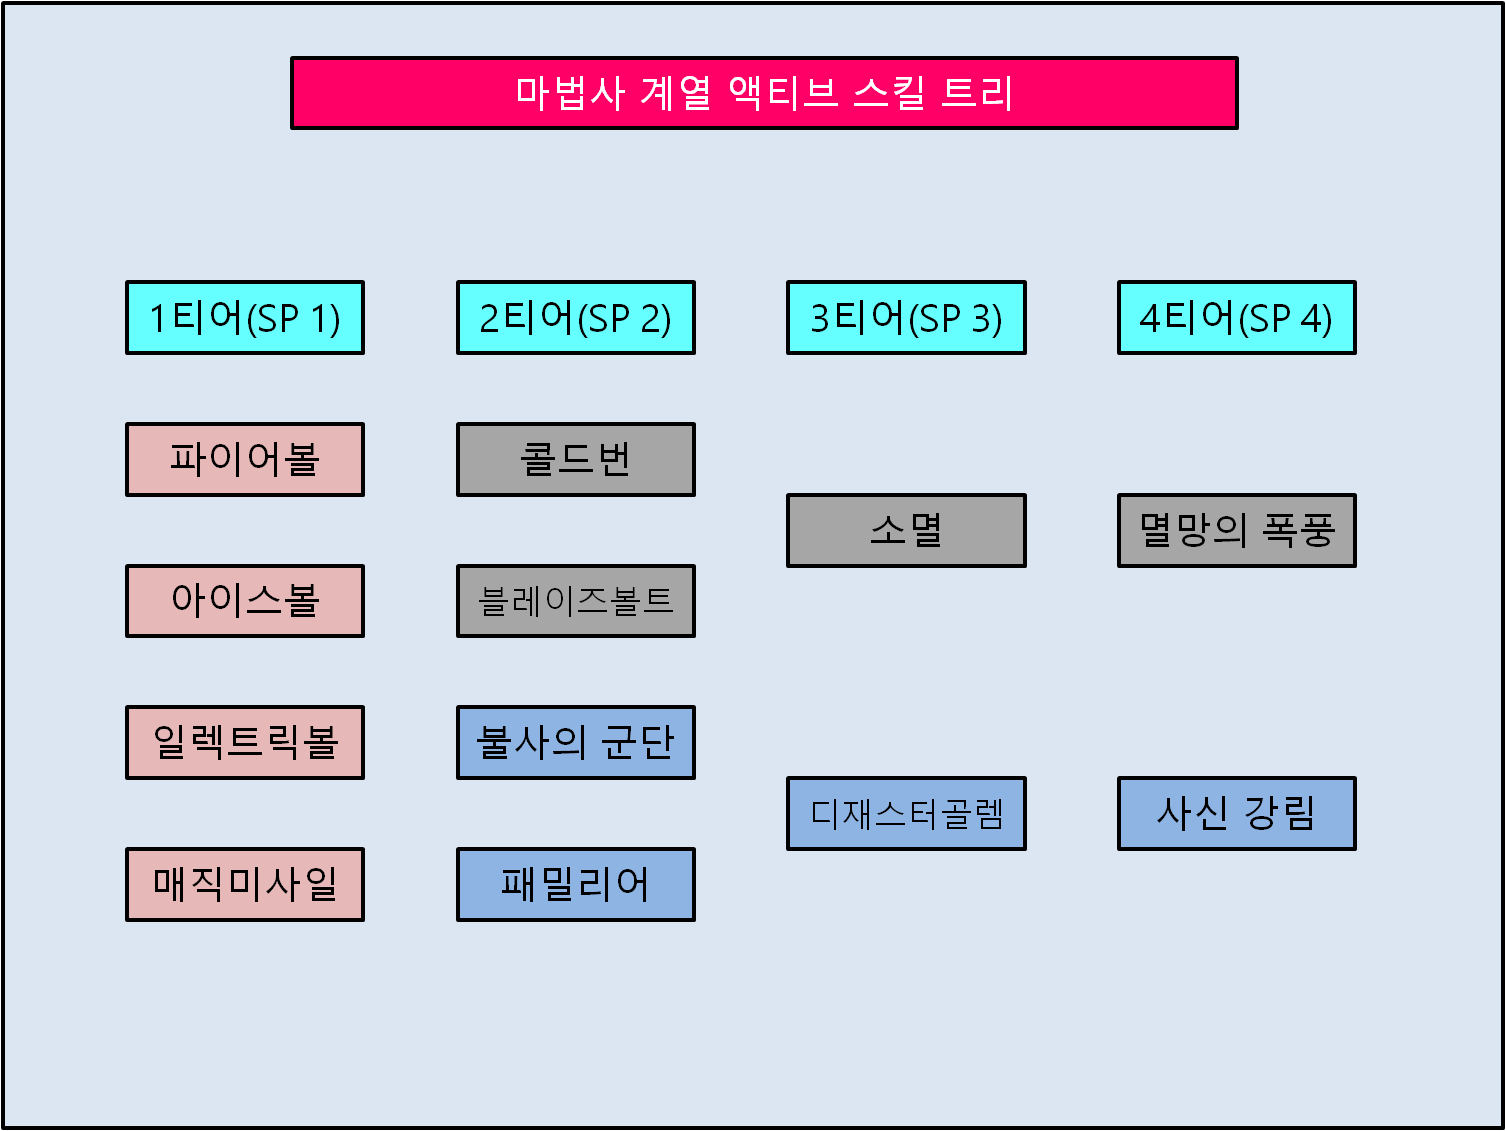 마법사 계열 액티브 스킬 트리
1티어(SP 1)
2티어(SP 2)
3티어(SP 3)
4티어(SP 4)
파이어볼
콜드번
소멸
멸망의 폭풍
아이스볼
블레이즈볼트
일렉트릭볼
불사의 군단
디재스터골렘
사신 강림
매직미사일
패밀리어